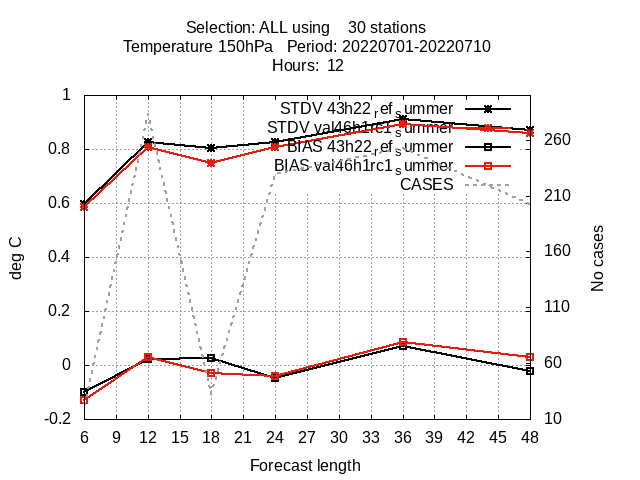 Selection: ALL using 30 stations
Temperature 150hPa Period: 20220701-20220710
Hours: 12
1
0.8
0.6
0.4
0.2
0
-0.2
deg C
STDV 43h22_ref_summer
STDV val46h1rc1_summer
BIAS 43h22_ref_summer
BIAS val46h1rc1_summer
CASES
260
210
160
110
60
10
No cases
6 9 12 15 18 21 24 27 30 33 36 39 42 45 48
Forecast length